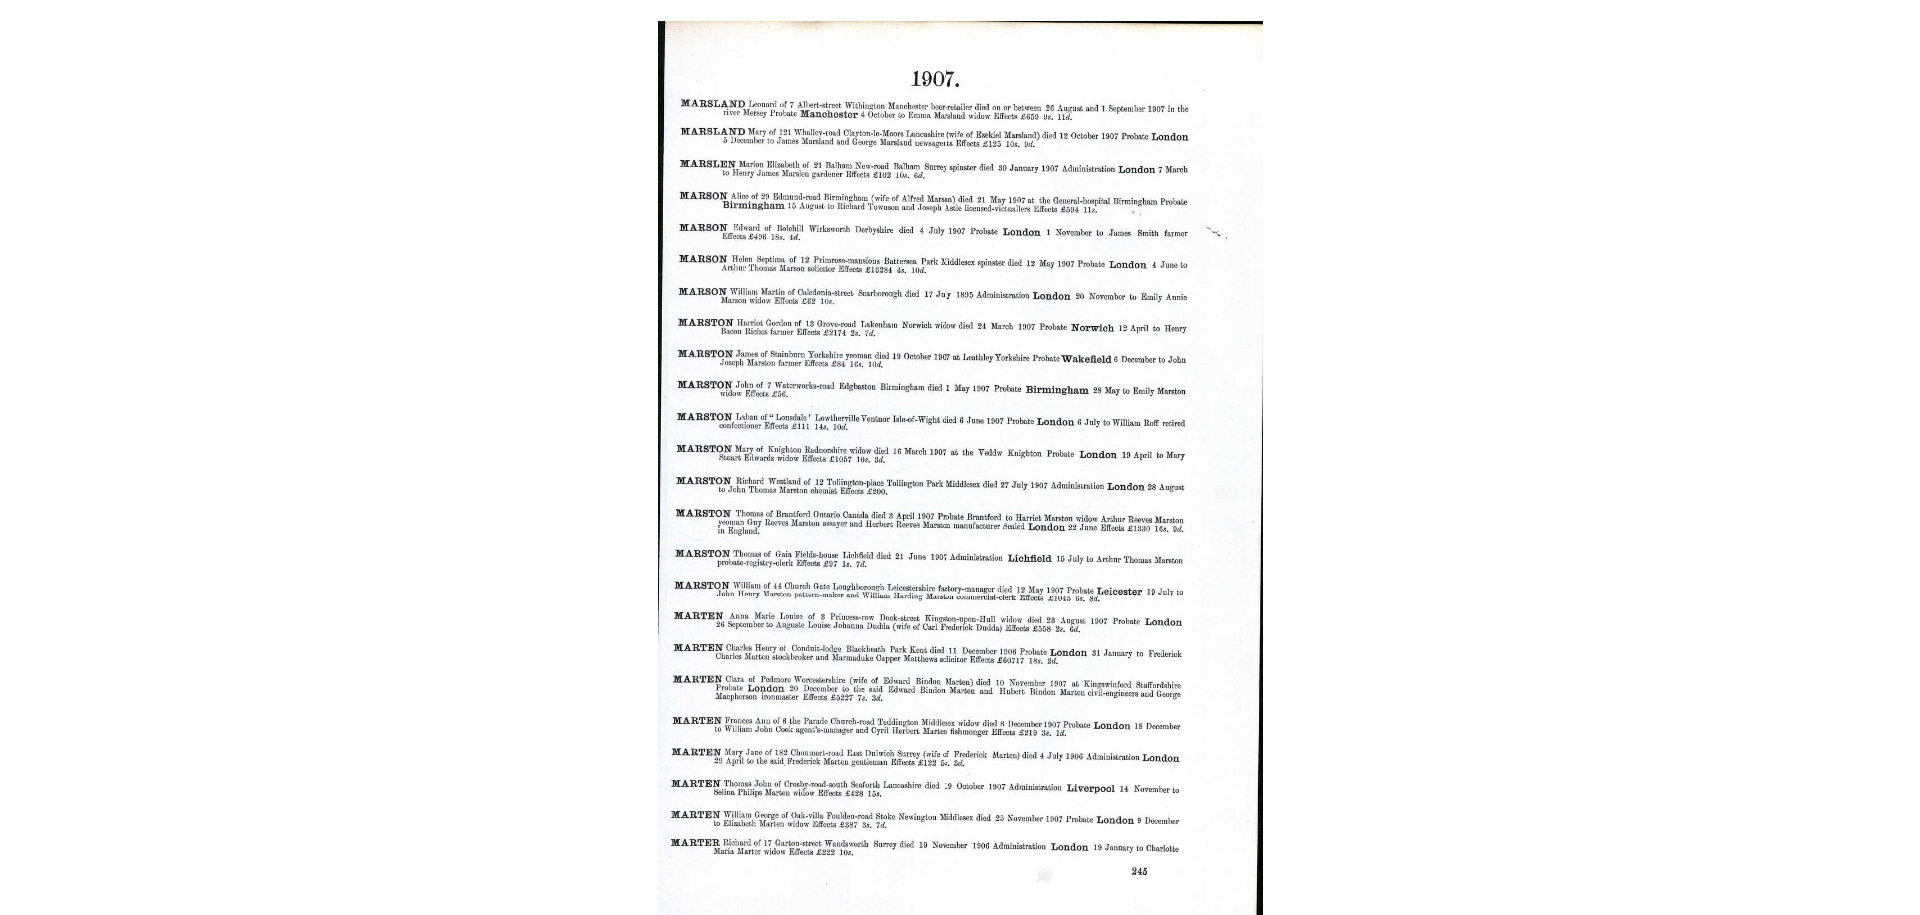 1907.
MARSLAND Leonard of 7 Albert-street Withington Manchester beer-retailer died on or between 26 August and 1 September 1907 in the
river Mersey Probate Manchester 4 October to Emma Marsland widow Effects £659 9s. 11d.
MARSLAND Mary of 121 Whalley-road Clayton-le-Moors Lancashire (wife of Ezekiel Marsland) died 12 October 1907 Probate London
5 December to James Marsland and George Marsland newsagents Effects £125 10s. 9d.
MARSLEN Marion Elizabeth of 21 Balham New-road Balham Surrey spinster died 30 January 1907 Administration London 7 March
to Henry James Marslen gardener Effects £102 10s. 6d.
MARSON Alice of 29 Edmund-road Birmingham (wife of Alfred Marson) died 21 May 1907 at the General-hospital Birmingham Probate
Birmingham 15 August to Richard Townson and Joseph Astle licensed-victuallers Effects £594 11s.
MARSON Edward of Bolehill Wirksworth Derbyshire died 4 July 1907 Probate London 1 November to James Smith farmer
Effects £496 18s. 4d.
MARSON Helen Septima of 12 Primrose-mansions Battersea Park Middlesex spinster died 12 May 1907 Probate London 4 June to
Arthur Thomas Marson solicitor Effects £13284 4s. 10d.
MARSON William Martin of Caledonia-street Scarborough died 17 July 1895 Administration London 20 November to Emily Annie
Marson widow Effects £62 10s.
MARSTON Harriot Gordon of 13 Grove-road Lakenham Norwich widow died 24 March 1907 Probate Norwich 12 April to Henry
Bacon Riches farmer Effects £2174 2s. 7d.
MARSTON James of Stainburn Yorkshire yeoman died 19 October 1907 at Leathley Yorkshire Probate Wakefield 6 December to John
Joseph Marston farmer Effects £84 16s. 10d.
MARSTON John of 7 Waterworks-road Edgbaston Birmingham died 1 May 1907 Probate Birmingham 28 May to Emily Marston
widow Effects £56.
MARSTON Laban of "Lonsdale" Lowtherville Ventnor Isle-of-Wight died 6 June 1907 Probate London 6 July to William Roff retired
confectioner Effects £111 14s. 10d.
MARSTON Mary of Knighton Radnorshire widow died 16 March 1907 at the Veddw Knighton Probate London 19 April to Mary
Stuart Edwards widow Effects £1057 10s. 3d.
MARSTON Richard Westland of 12 Tollington-place Tollington Park Middlesex died 27 July 1907 Administration London 28 August
to John Thomas Marston chemist Effects £200.
MARSTON Thomas of Brantford Ontario Canada died 3 April 1907 Probate Brantford to Harriet Marston widow Arthur Reeves Marston
yeoman Guy Reeves Marston assayer and Herbert Reeves Marston manufacturer Sealed London 22 June Effects £1330 16s. 9d.
in England.
MARSTON Thomas of Gaia Fields-house Lichfield died 21 June 1907 Administration Lichfield 15 July to Arthur Thomas Marston
probate-registry-clerk Effects £97 1s. 7d.
MARSTON William of 44 Church Gate Loughborough Leicestershire factory-manager died 12 May 1907 Probate Leicester 19 July to
John Henry Marston pattern-maker and William Harding Marston commercial-clerk Effects £1045 6s. 8d.
MARTEN Anna Marie Louise of 3 Princess-row Dock-street Kingston-upon-Hull widow died 23 August 1907 Probate London
26 September to Auguste Louise Johanna Dudda (wife of Carl Frederick Dudda) Effects £558 2s. 6d.
MARTEN Charles Henry of Conduit-lodge Blackheath Park Kent died 11 December 1906 Probate London 31 January to Frederick
Charles Marten stockbroker and Marmaduke Capper Matthews solicitor Effects £60717 18s. 2d.
MARTEN Clara of Pedmore Worcestershire (wife of Edward Bindon Marten) died 10 November 1907 at Kingswinford Staffordshire
Probate London 20 December to the said Edward Bindon Marten and Hubert Bindon Marten civil-engineers and George
Macpherson ironmaster Effects £5227 7s. 3d.
MARTEN Frances Ann of 6 the Parade Church-road Teddington Middlesex widow died 8 December 1907 Probate London 18 December
to William John Cook agent's-manager and Cyril Herbert Marten fishmonger Effects £219 3s. 1d.
MARTEN Mary Jane of 182 Choumert-road East Dulwich Surrey (wife of Frederick Marten) died 4 July 1906 Administration London
29 April to the said Frederick Marten gentleman Effects £122 5s. 3d.
MARTEN Thomas John of Crosby-road-south Seaforth Lancashire died 19 October 1907 Administration Liverpool 14 November to
Selina Philips Marten widow Effects £428 15s.
MARTEN William George of Oak-villa Foulden-road Stoke Newington Middlesex died 25 November 1907 Probate London 9 December
to Elizabeth Marten widow Effects £387 3s. 7d.
MARTER Richard of 17 Garton-street Wandsworth Surrey died 19 November 1906 Administration London 19 January to Charlotte
Maria Marter widow Effects £222 10s.
245